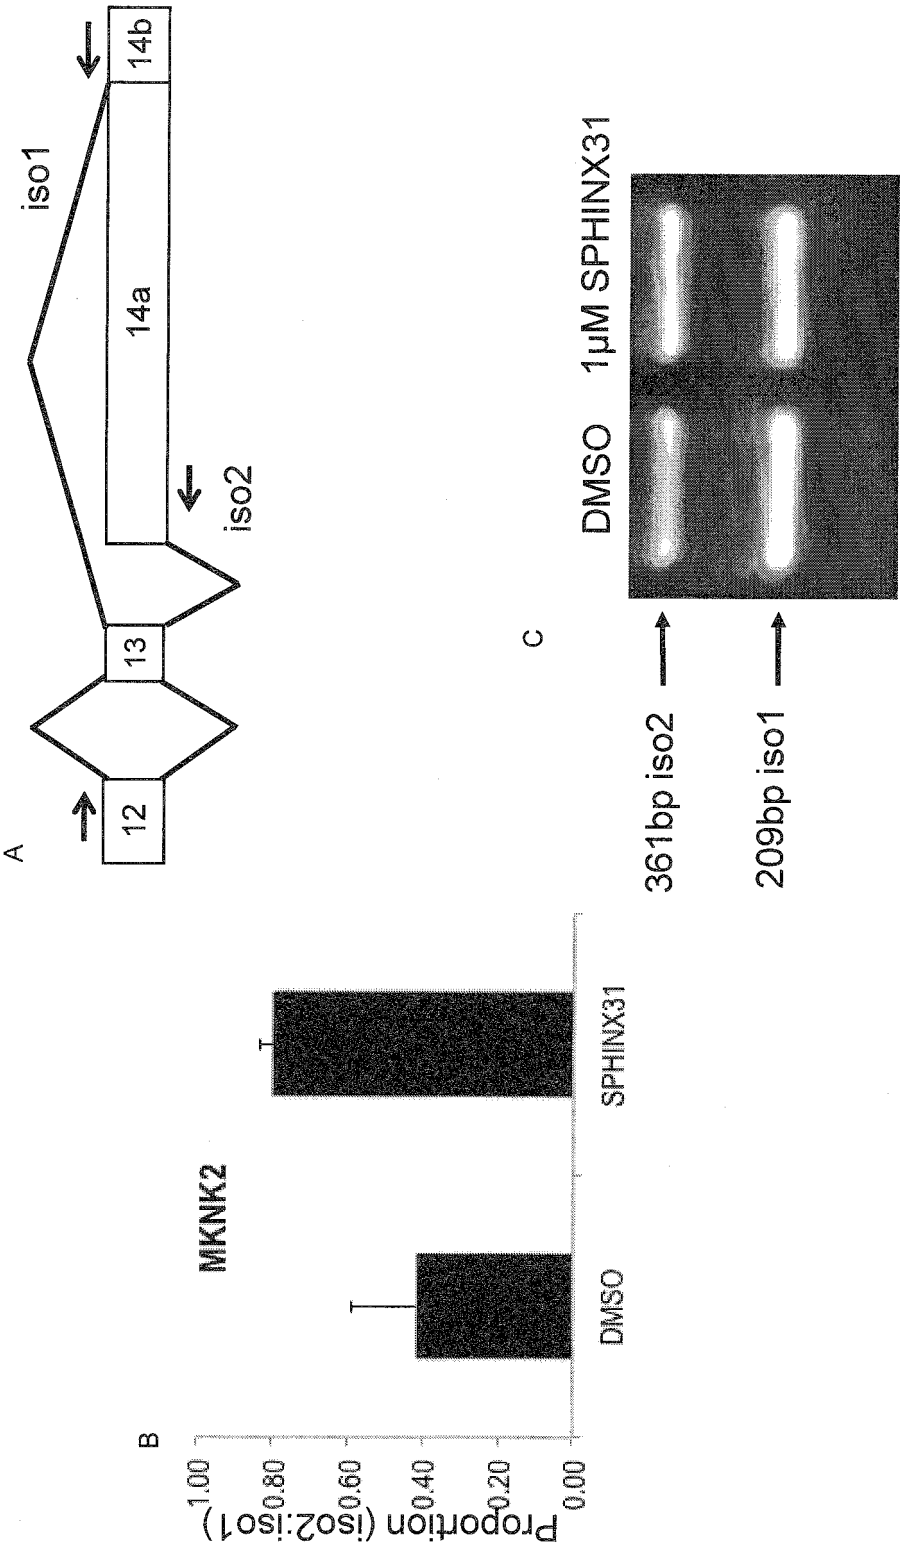 A
iso1
12
13
14a
14b
iso2
B
MKNK2
Proportion (iso2:iso1)
1.00
0.80
0.60
0.40
0.20
0.00
DMSO
SPHINX31
C
DMSO 1µM SPHINX31
361bp iso2
209bp iso1